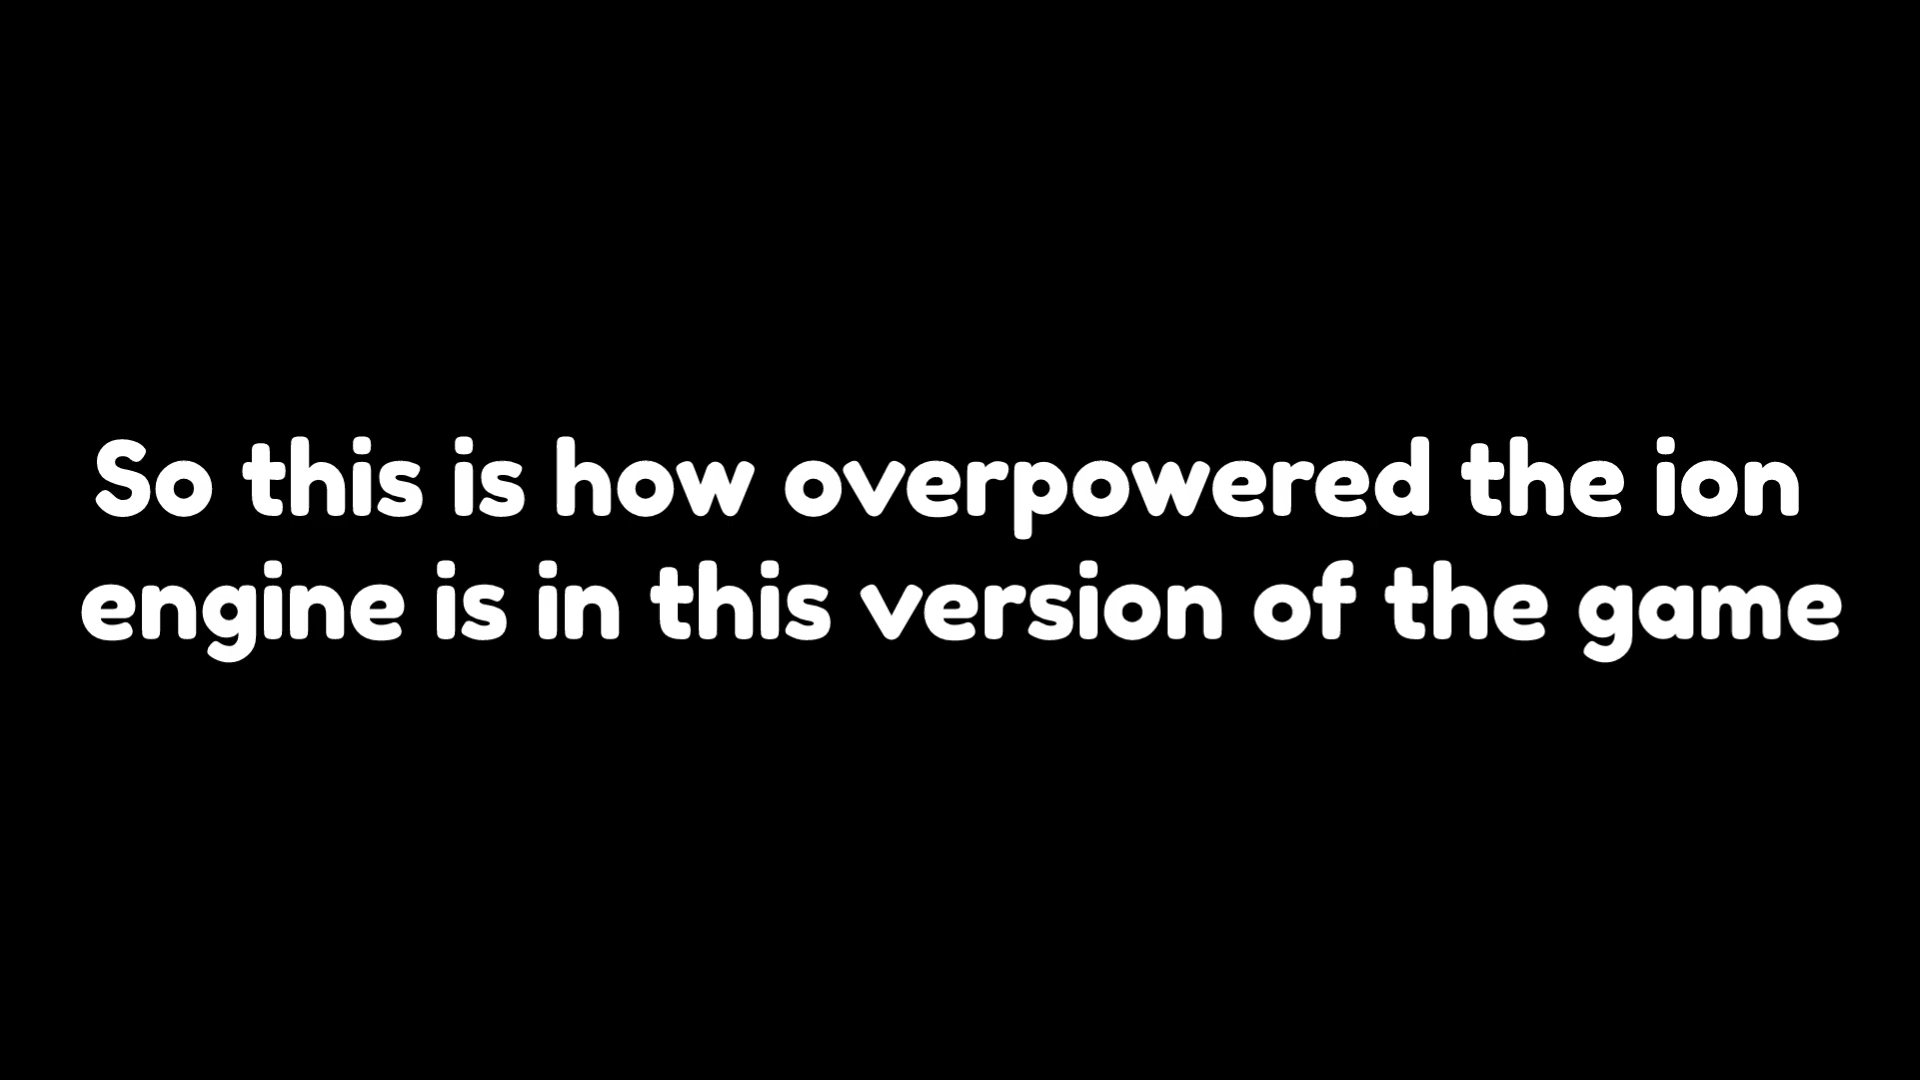 So this is how overpowered the ion
engine is in this version of the game